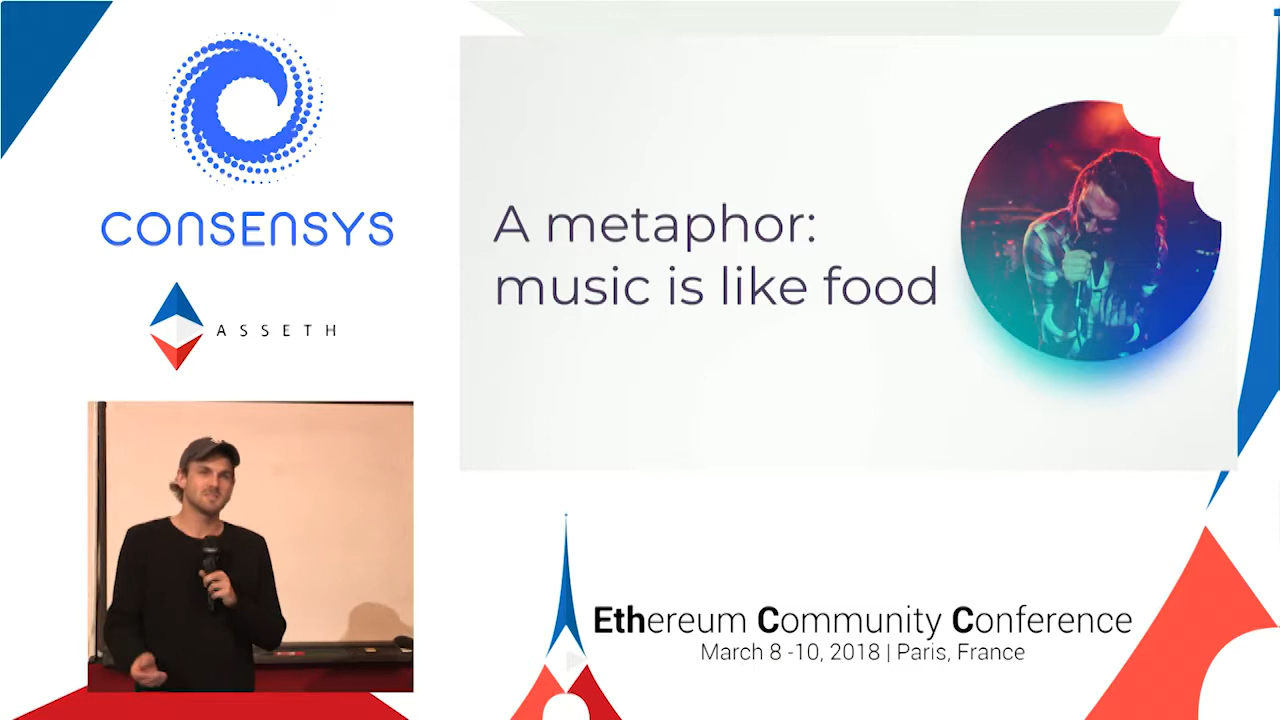 CONSENSYS
ASSETH
A metaphor:
music is like food
Ethereum Community Conference
March 8 -10, 2018 | Paris, France